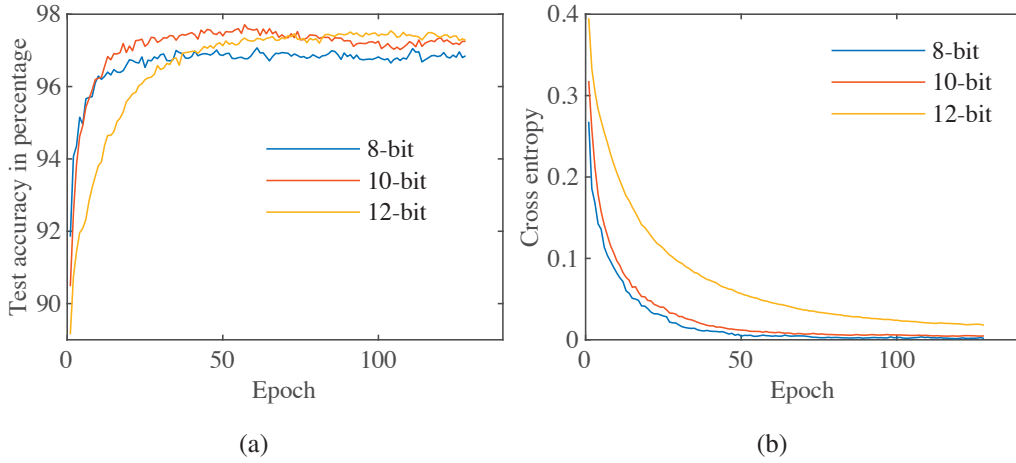 98
96
94
92
90
0
50
100
Test accuracy in percentage
Epoch
8-bit
10-bit
12-bit
(a)
0.4
0.3
0.2
0.1
0
0
50
100
Cross entropy
Epoch
8-bit
10-bit
12-bit
(b)